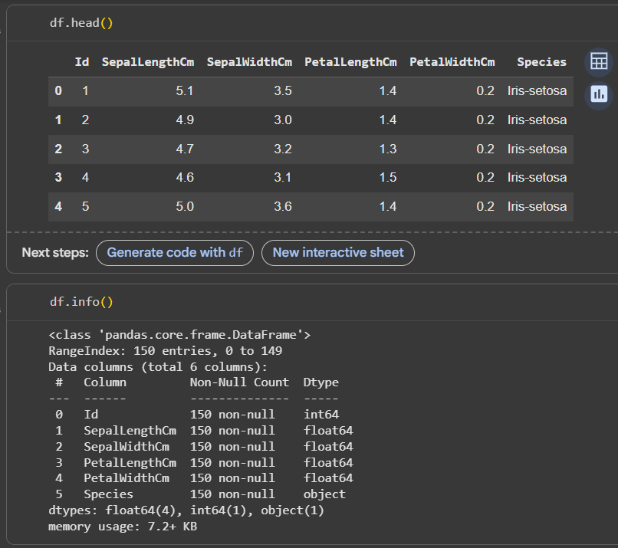 df.head()
Id SepalLengthCm SepalWidthCm PetalLengthCm PetalWidthCm Species
0 1 5.1 3.5 1.4 0.2 Iris-setosa
1 2 4.9 3.0 1.4 0.2 Iris-setosa
2 3 4.7 3.2 1.3 0.2 Iris-setosa
3 4 4.6 3.1 1.5 0.2 Iris-setosa
4 5 5.0 3.6 1.4 0.2 Iris-setosa
Next steps: Generate code with df New interactive sheet
df.info()
<class 'pandas.core.frame.DataFrame'>
RangeIndex: 150 entries, 0 to 149
Data columns (total 6 columns):
# Column Non-Null Count Dtype
--- ------ -------------- -----
0 Id 150 non-null int64
1 SepalLengthCm 150 non-null float64
2 SepalWidthCm 150 non-null float64
3 PetalLengthCm 150 non-null float64
4 PetalWidthCm 150 non-null float64
5 Species 150 non-null object
dtypes: float64(4), int64(1), object(1)
memory usage: 7.2+ KB